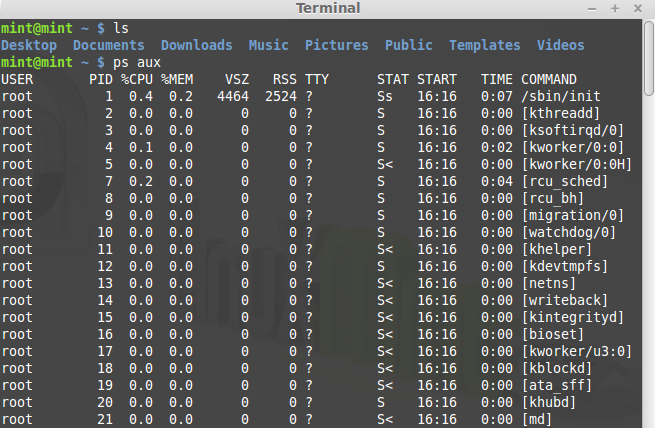 Terminal
mint@mint ~ $ ls
Desktop  Documents  Downloads  Music  Pictures  Public  Templates  Videos
mint@mint ~ $ ps aux
USER       PID %CPU %MEM    VSZ   RSS TTY      STAT START   TIME COMMAND
root         1  0.4  0.2   4464  2524 ?        Ss   16:16   0:07 /sbin/init
root         2  0.0  0.0      0     0 ?        S    16:16   0:00 [kthreadd]
root         3  0.0  0.0      0     0 ?        S    16:16   0:00 [ksoftirqd/0]
root         4  0.1  0.0      0     0 ?        S    16:16   0:02 [kworker/0:0]
root         5  0.0  0.0      0     0 ?        S<   16:16   0:00 [kworker/0:0H]
root         7  0.2  0.0      0     0 ?        S    16:16   0:04 [rcu_sched]
root         8  0.0  0.0      0     0 ?        S    16:16   0:00 [rcu_bh]
root         9  0.0  0.0      0     0 ?        S    16:16   0:00 [migration/0]
root        10  0.0  0.0      0     0 ?        S    16:16   0:00 [watchdog/0]
root        11  0.0  0.0      0     0 ?        S<   16:16   0:00 [khelper]
root        12  0.0  0.0      0     0 ?        S    16:16   0:00 [kdevtmpfs]
root        13  0.0  0.0      0     0 ?        S<   16:16   0:00 [netns]
root        14  0.0  0.0      0     0 ?        S<   16:16   0:00 [writeback]
root        15  0.0  0.0      0     0 ?        S<   16:16   0:00 [kintegrityd]
root        16  0.0  0.0      0     0 ?        S<   16:16   0:00 [bioset]
root        17  0.0  0.0      0     0 ?        S<   16:16   0:00 [kworker/u3:0]
root        18  0.0  0.0      0     0 ?        S<   16:16   0:00 [kblockd]
root        19  0.0  0.0      0     0 ?        S<   16:16   0:00 [ata_sff]
root        20  0.0  0.0      0     0 ?        S    16:16   0:00 [khubd]
root        21  0.0  0.0      0     0 ?        S<   16:16   0:00 [md]